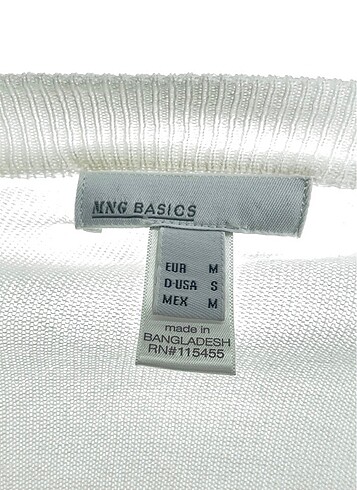 MNG BASICS
EUR M
D-USA S
MEX M
made in
BANGLADESH
RN#115455